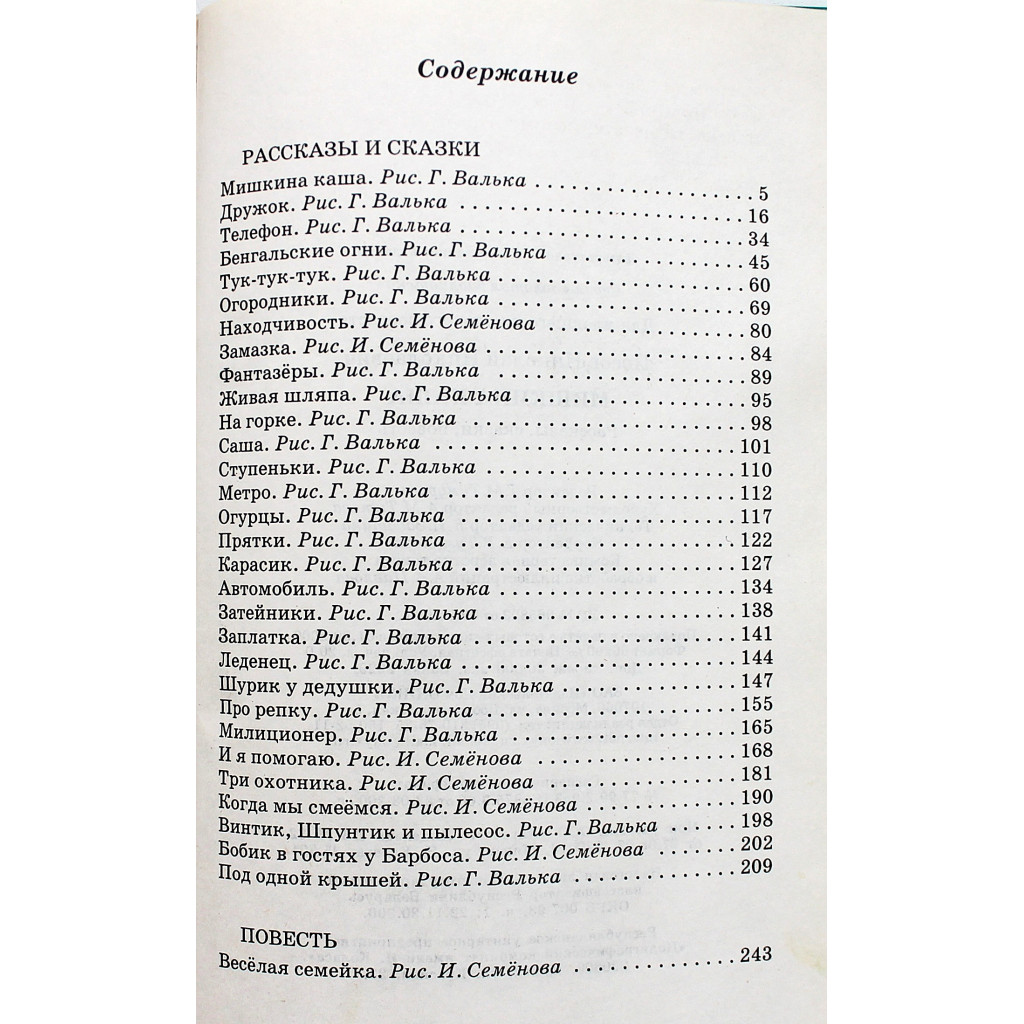 Содержание
РАССКАЗЫ И СКАЗКИ
Мишкина каша. Рис. Г. Валька . . . . . . . . . . . . . . . . 5
Дружок. Рис. Г. Валька . . . . . . . . . . . . . . . . . . . . 16
Телефон. Рис. Г. Валька . . . . . . . . . . . . . . . . . . . . 34
Бенгальские огни. Рис. Г. Валька . . . . . . . . . . . . . 45
Тук-тук-тук. Рис. Г. Валька . . . . . . . . . . . . . . . . . 60
Огородники. Рис. Г. Валька . . . . . . . . . . . . . . . . . 69
Находчивость. Рис. И. Семёнова . . . . . . . . . . . . . . 80
Замазка. Рис. И. Семёнова . . . . . . . . . . . . . . . . . . 84
Фантазёры. Рис. Г. Валька . . . . . . . . . . . . . . . . . . 89
Живая шляпа. Рис. Г. Валька . . . . . . . . . . . . . . . . 95
На горке. Рис. Г. Валька . . . . . . . . . . . . . . . . . . . . 98
Саша. Рис. Г. Валька . . . . . . . . . . . . . . . . . . . . . 101
Ступеньки. Рис. Г. Валька . . . . . . . . . . . . . . . . . 110
Метро. Рис. Г. Валька . . . . . . . . . . . . . . . . . . . . 112
Огурцы. Рис. Г. Валька . . . . . . . . . . . . . . . . . . . 117
Прятки. Рис. Г. Валька . . . . . . . . . . . . . . . . . . . 122
Карасик. Рис. Г. Валька . . . . . . . . . . . . . . . . . . . 127
Автомобиль. Рис. Г. Валька . . . . . . . . . . . . . . . . 134
Затейники. Рис. Г. Валька . . . . . . . . . . . . . . . . . 138
Заплатка. Рис. Г. Валька . . . . . . . . . . . . . . . . . . 141
Леденец. Рис. Г. Валька . . . . . . . . . . . . . . . . . . . 144
Шурик у дедушки. Рис. Г. Валька . . . . . . . . . . . . 147
Про репку. Рис. Г. Валька . . . . . . . . . . . . . . . . . 155
Милиционер. Рис. Г. Валька . . . . . . . . . . . . . . . . 165
И я помогаю. Рис. И. Семёнова . . . . . . . . . . . . . . 168
Три охотника. Рис. И. Семёнова . . . . . . . . . . . . . 181
Когда мы смеёмся. Рис. И. Семёнова . . . . . . . . . . . 190
Винтик, Шпунтик и пылесос. Рис. Г. Валька . . . . . 198
Бобик в гостях у Барбоса. Рис. И. Семёнова . . . . . . 202
Под одной крышей. Рис. Г. Валька . . . . . . . . . . . 209
ПОВЕСТЬ
Весёлая семейка. Рис. И. Семёнова . . . . . . . . . . . . 243